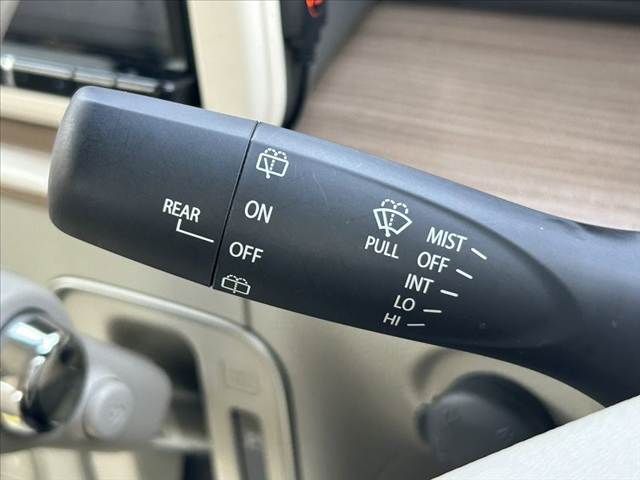 REAR
ON
OFF
PULL
MIST
OFF
INT
LO
HI